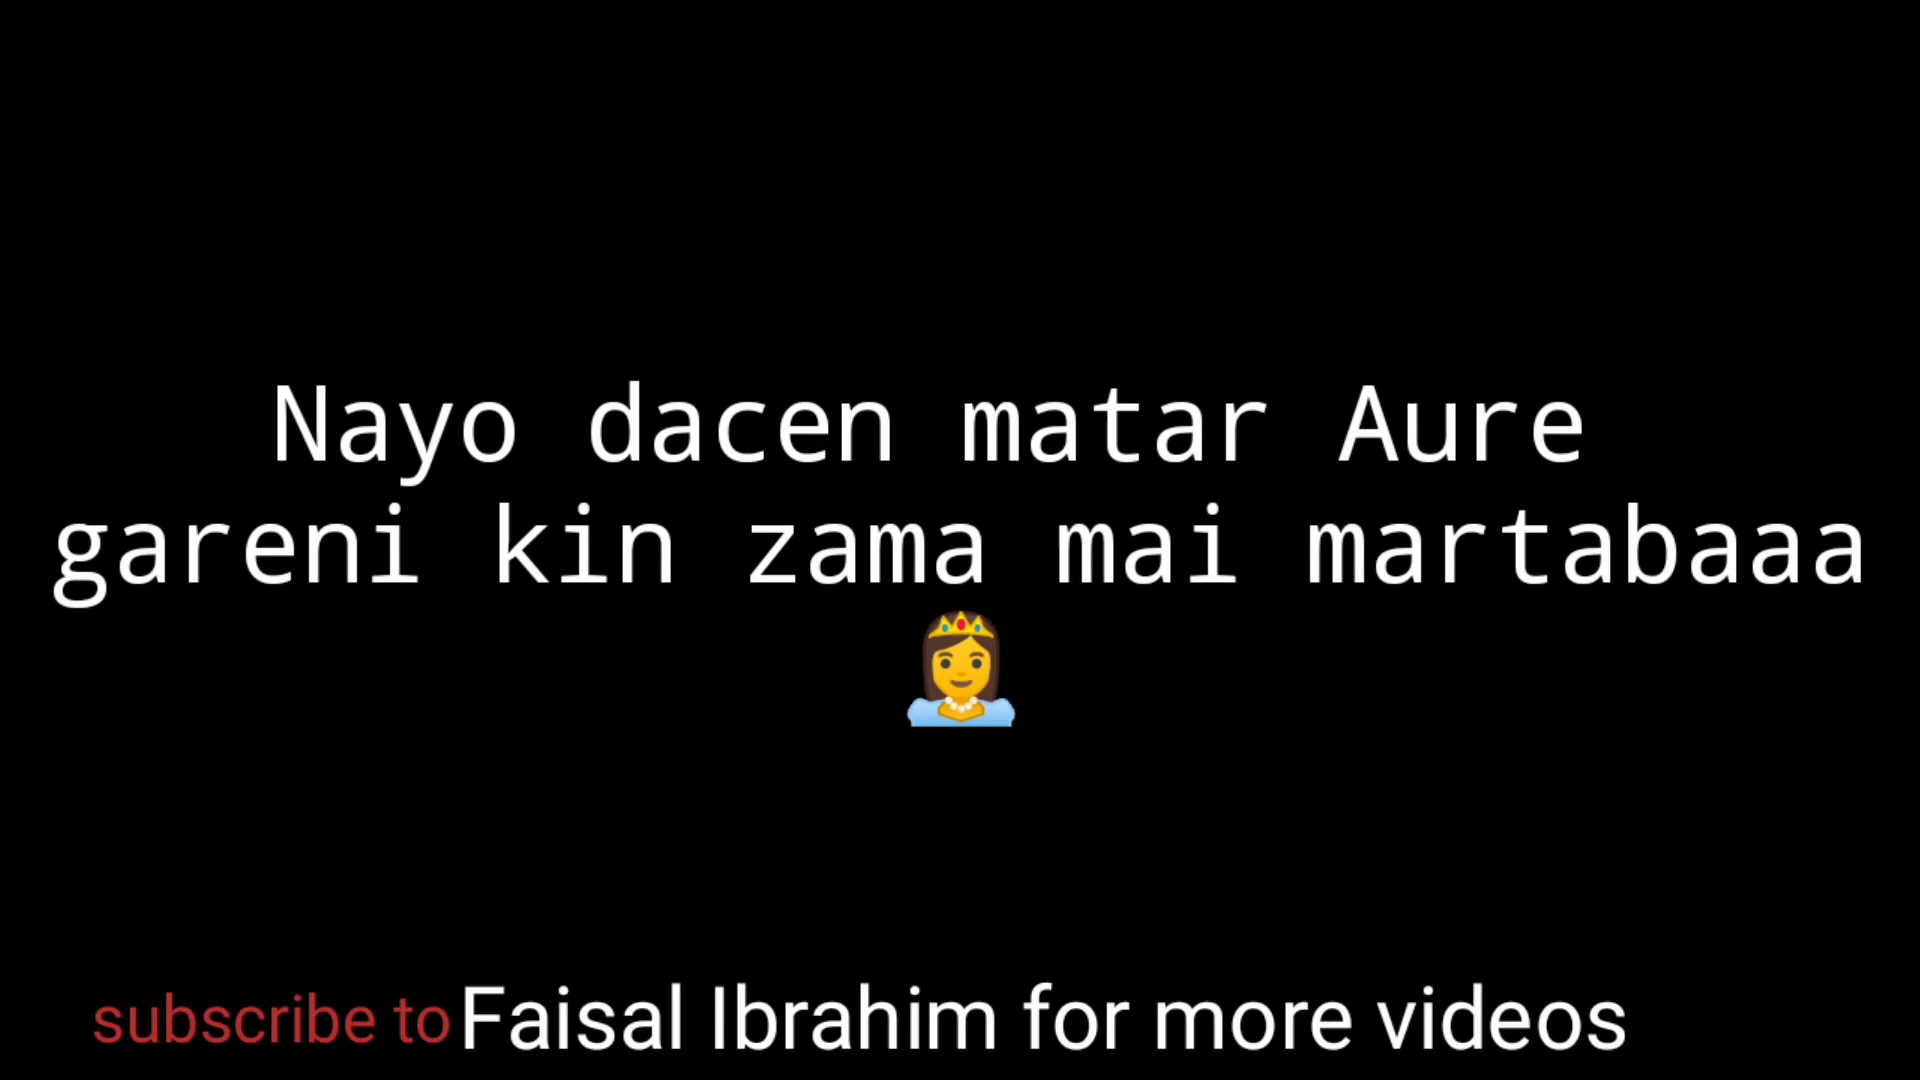 Nayo dacen matar Aure
gareni kin zama mai martabaaa
👸
subscribe to Faisal Ibrahim for more videos